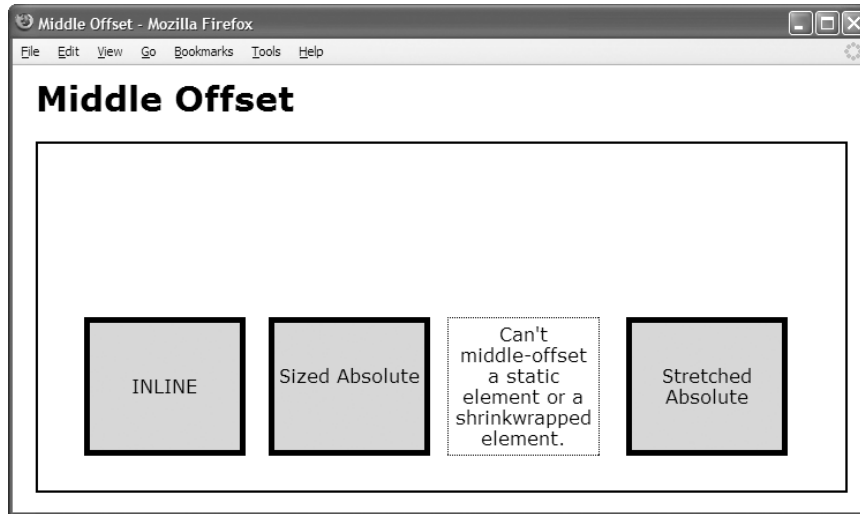 Middle Offset - Mozilla Firefox
File Edit View Go Bookmarks Tools Help
Middle Offset
INLINE
Sized Absolute
Can't
middle-offset
a static
element or a
shrinkwrapped
element.
Stretched
Absolute